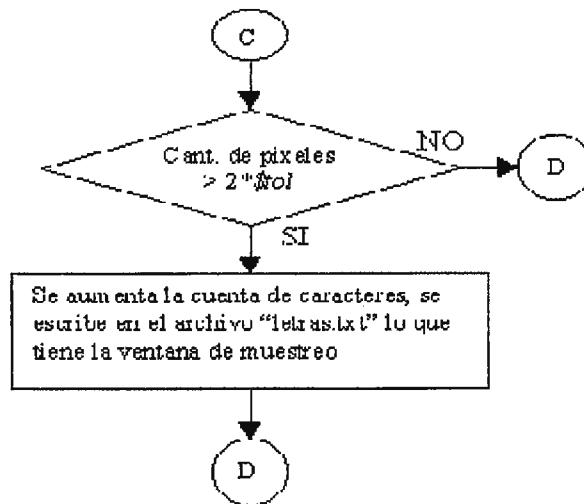 C
Cant. de pixeles
> 2*
NO
D
SI
Se aumenta la cuenta de caracteres, se
escribe en el archivo “letras.txt” lo que
tiene la ventana de muestreo
D